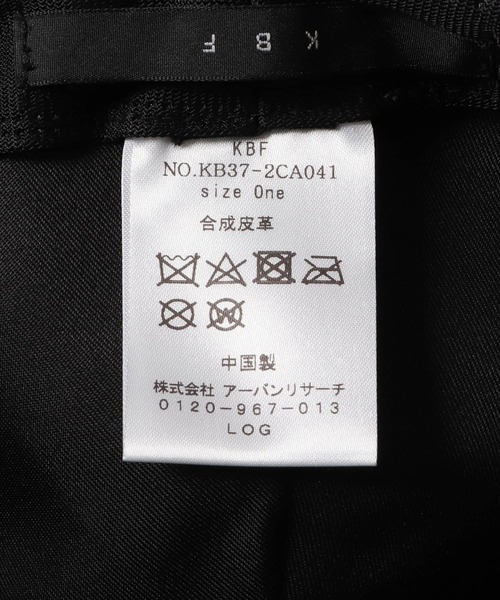 KBF
KBF
NO.KB37-2CA041
size One
合成皮革
W
中国製
株式会社 アーバンリサーチ
0120-967-013
LOG